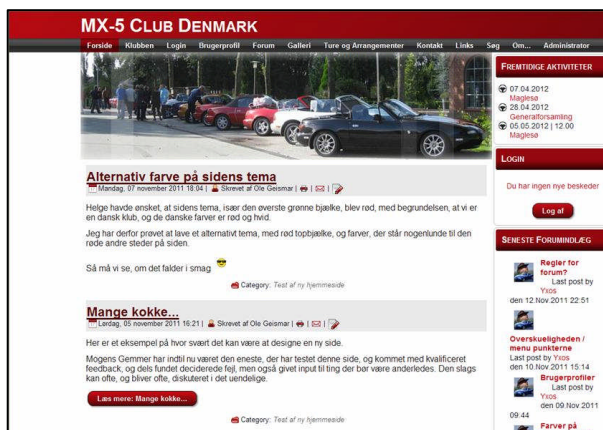 MX-5 CLUB DENMARK
Forside Klubben Login Brugerprofil Forum Galleri Ture og Arrangementer Kontakt Links Søg Om... Administrator
Alternativ farve på sidens tema
Mandag, 07 november 2011 18:04 | Skrevet af Ole Geismar | | |
Helge havde ønsket, at sidens tema, især den øverste grønne bjælke, blev rød, med begrundelsen, at vi er
en dansk klub, og de danske farver er rød og hvid.
Jeg har derfor prøvet at lave et alternativt tema, med rød topbjælke, og farver, der står nogenlunde til den
røde andre steder på siden.
Så må vi se, om det falder i smag
Category: Test af ny hjemmeside
Mange kokke...
Lørdag, 05 november 2011 16:21 | Skrevet af Ole Geismar | | |
Her er et eksempel på hvor svært det kan være at designe en ny side.
Mogens Gemmer har indtil nu været den eneste, der har testet denne side, og kommet med kvalificeret
feedback, og dels fundet deciderede fejl, men også givet input til ting der bør være anderledes. Den slags
kan ofte, og bliver ofte, diskuteret i det uendelige.
Læs mere: Mange kokke...
Category: Test af ny hjemmeside
FREMTIDIGE AKTIVITETER
07.04.2012
Maglesø
28.04.2012
Generalforsamling
05.05.2012 | 12.00
Maglesø
LOGIN
Du har ingen nye beskeder
Log af
SENESTE FORUMINDLÆG
Regler for
forum?
Last post by
Yxos
den 12.Nov.2011 22:51
Overskueligheden /
menu punkterne
Last post by Yxos
den 10.Nov 2011 15:14
Brugerprofiler
Last post by
Yxos
den 09.Nov 2011
09:44
Farver på